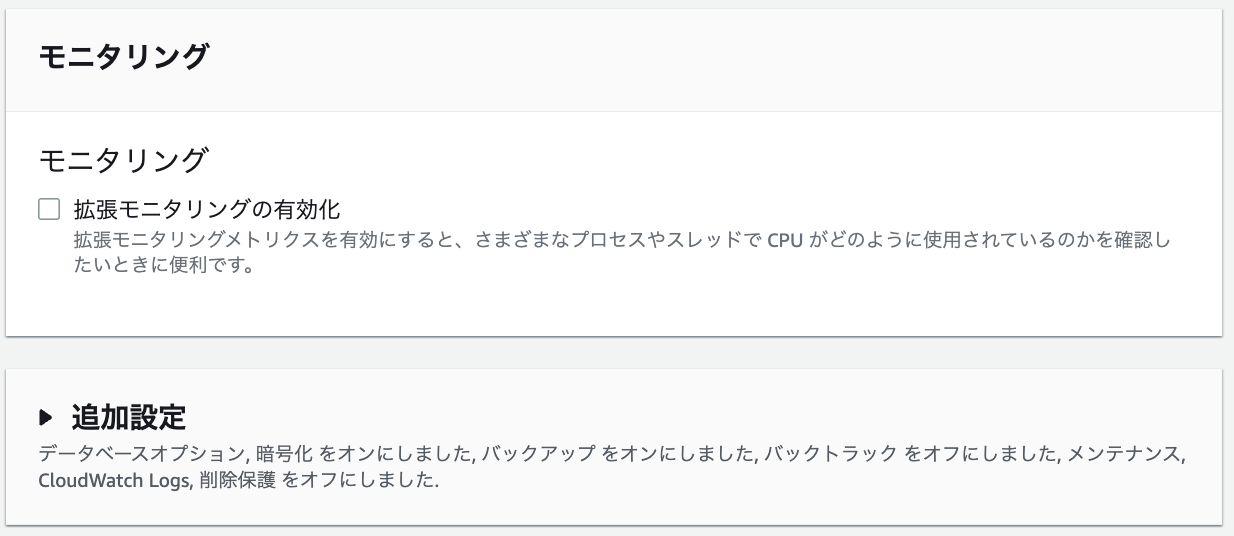 モニタリング
モニタリング
拡張モニタリングの有効化
拡張モニタリングメトリクスを有効にすると、さまざまなプロセスやスレッドで CPU がどのように使用されているのかを確認し
たいときに便利です。
追加設定
データベースオプション, 暗号化 をオンにしました, バックアップ をオンにしました, バックトラック をオフにしました, メンテナンス,
CloudWatch Logs, 削除保護 をオフにしました.